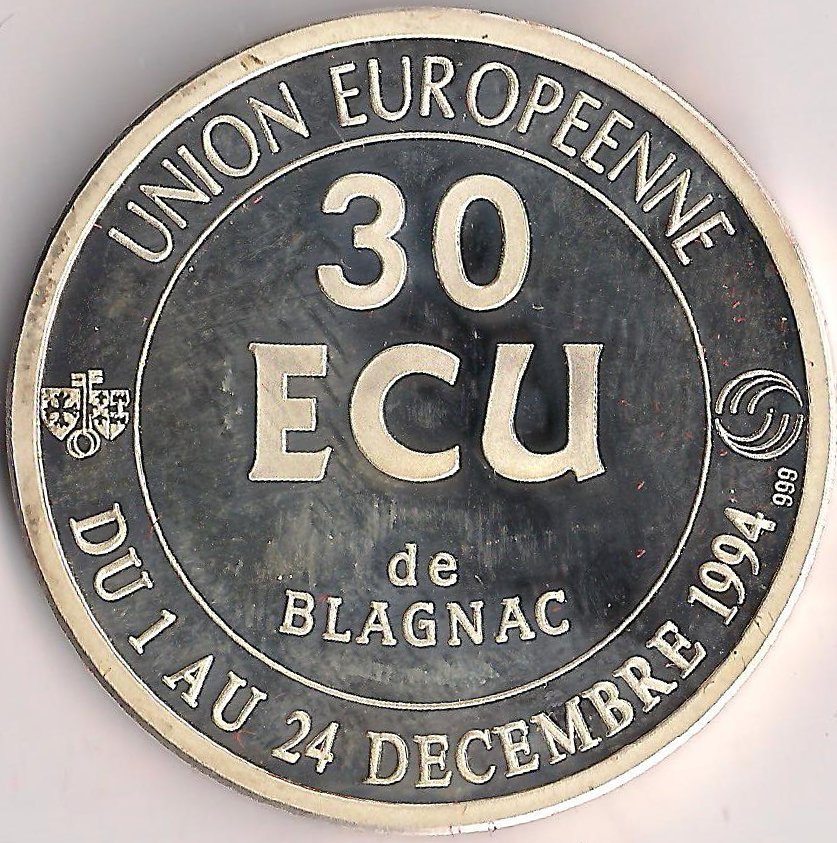 UNION EUROPEENNE
30
ECU
de
BLAGNAC
DU 1 AU 24 DECEMBRE 1994
999